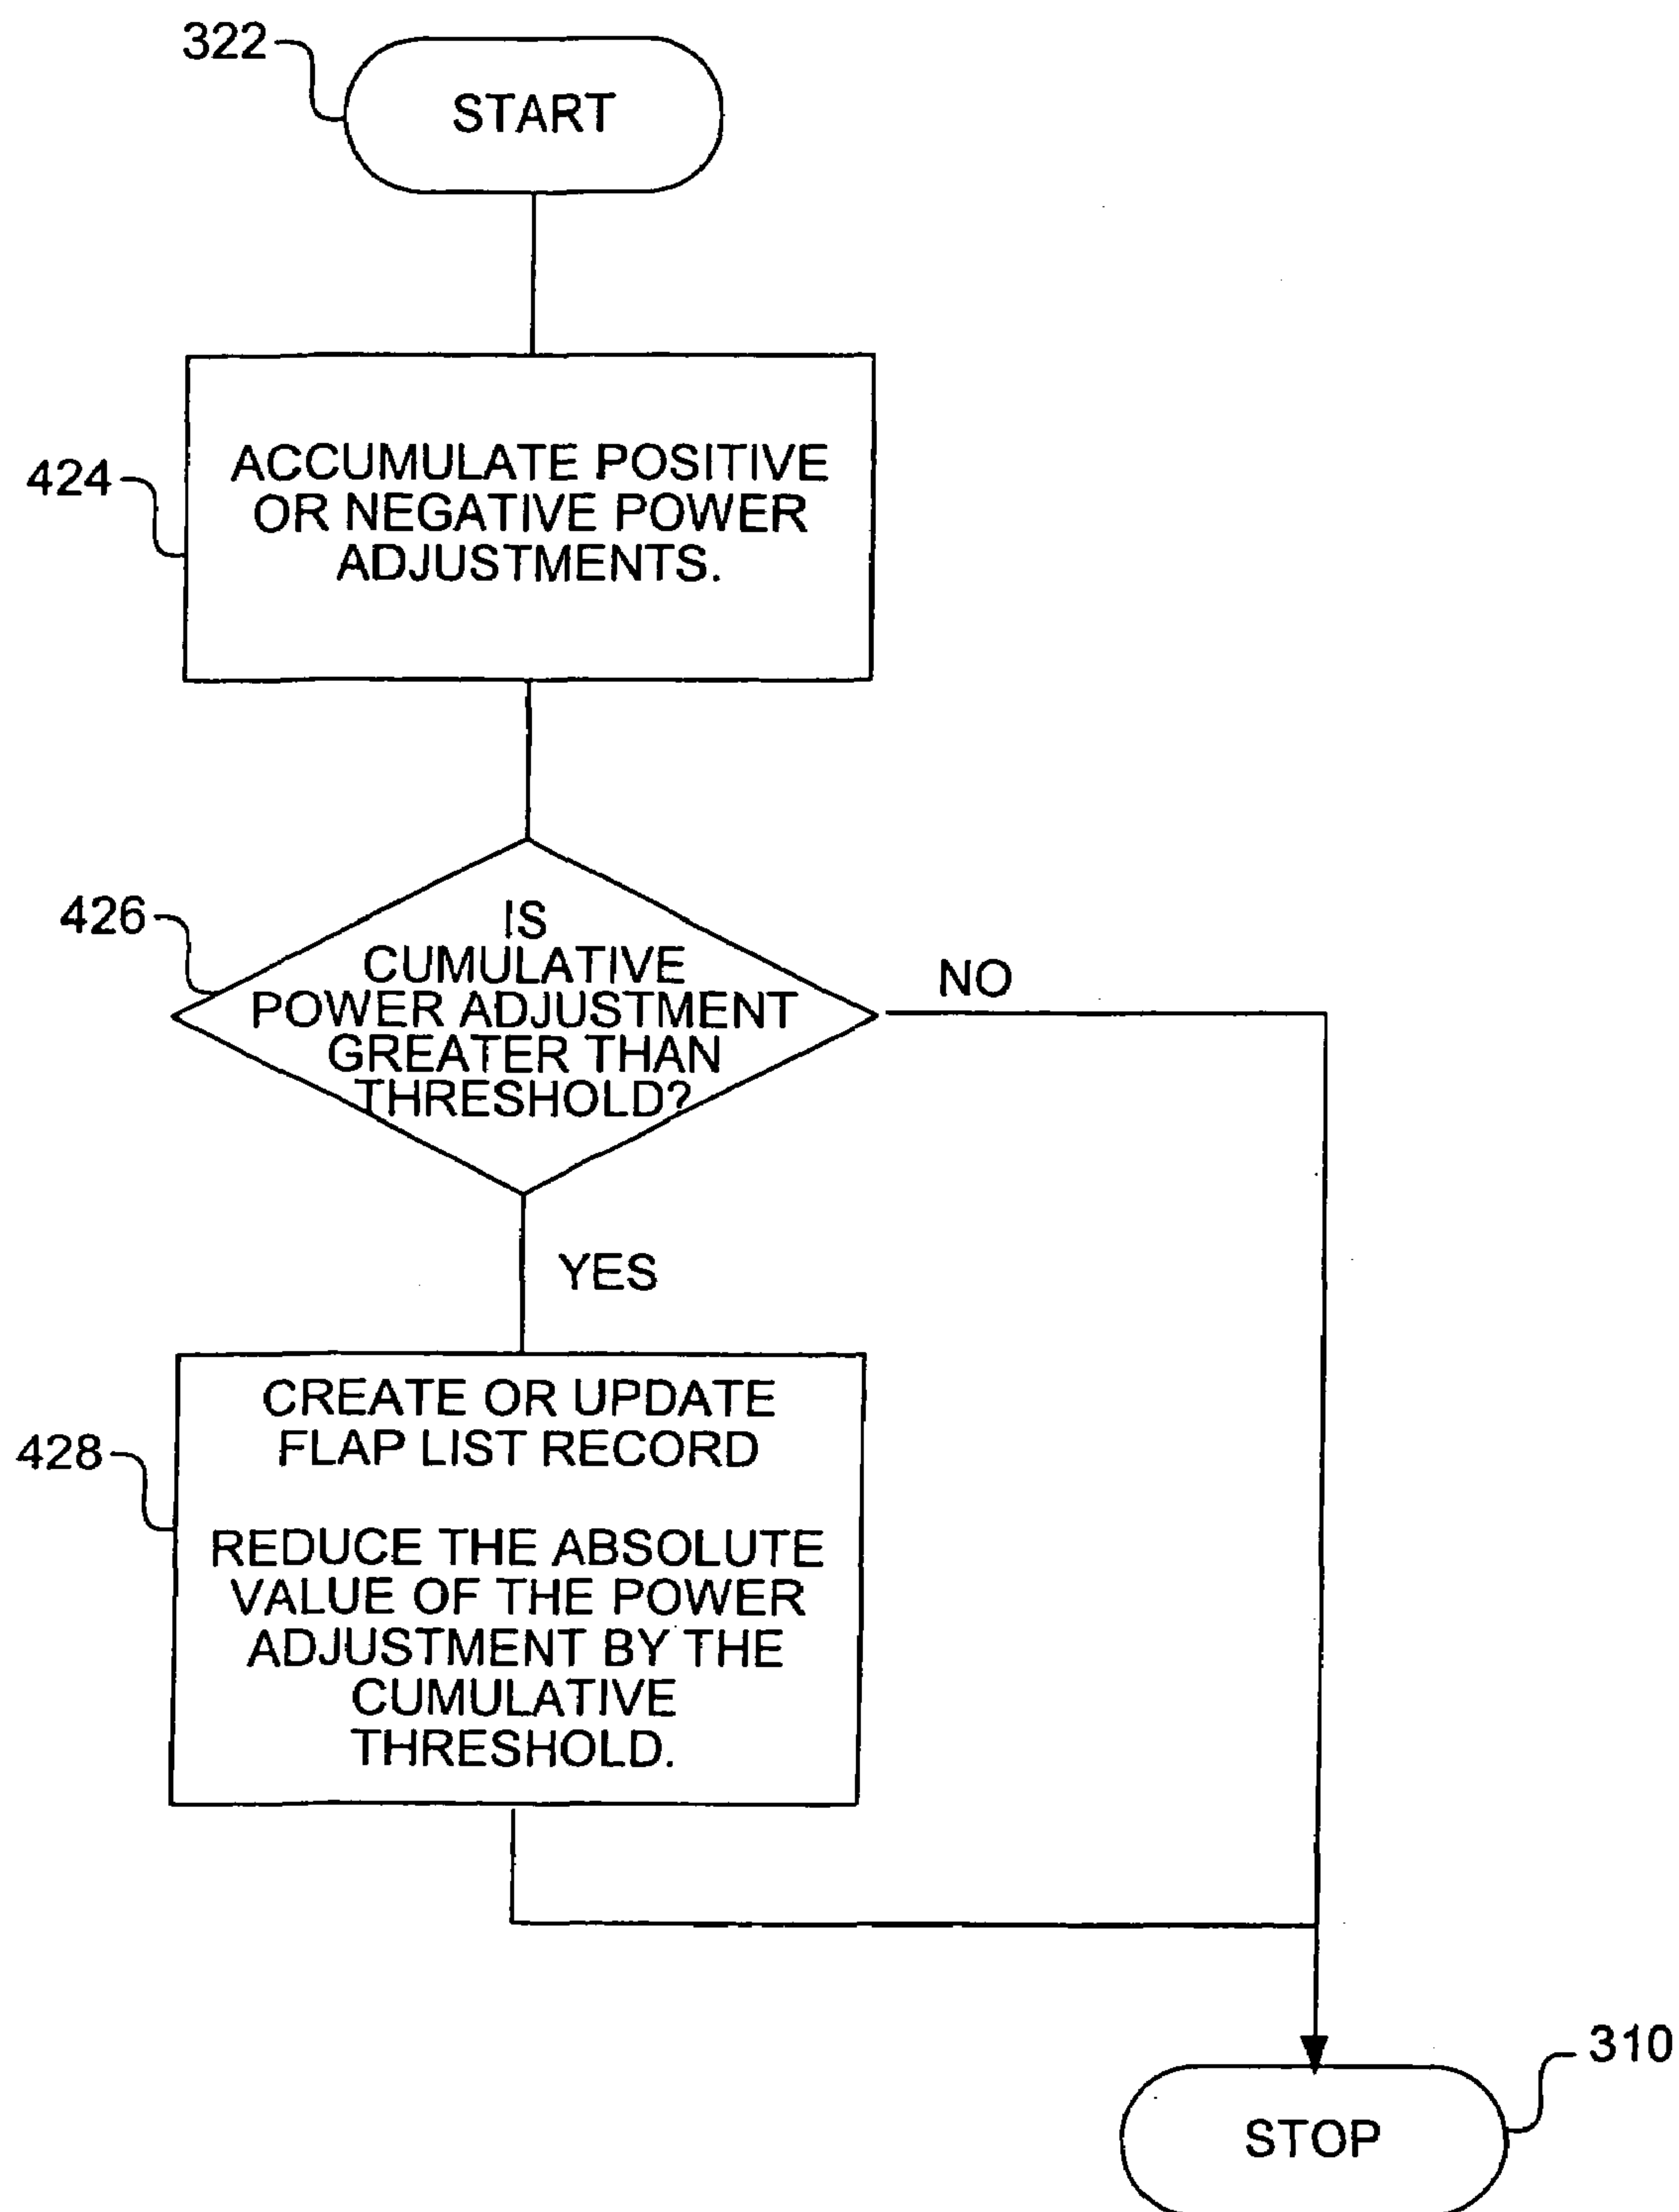 322
START
424
ACCUMULATE POSITIVE
OR NEGATIVE POWER
ADJUSTMENTS.
426
IS
CUMULATIVE
POWER ADJUSTMENT
GREATER THAN
THRESHOLD?
NO
YES
428
CREATE OR UPDATE
FLAP LIST RECORD
REDUCE THE ABSOLUTE
VALUE OF THE POWER
ADJUSTMENT BY THE
CUMULATIVE
THRESHOLD.
310
STOP